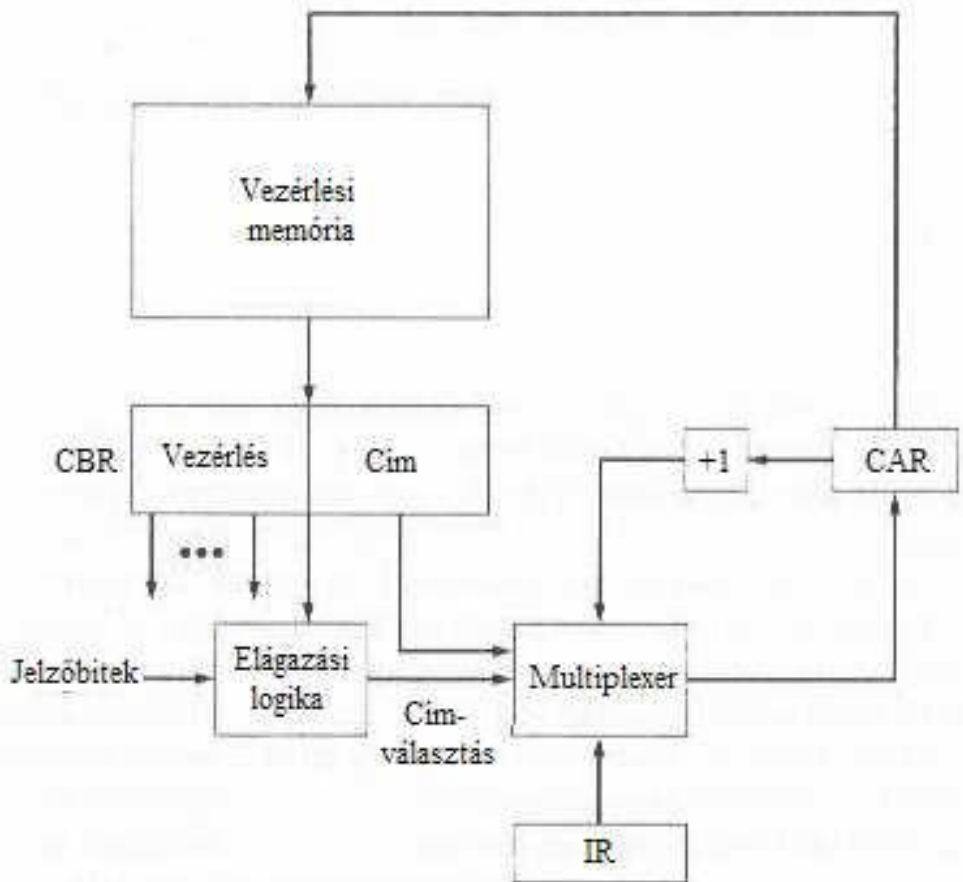 Vezérlési
memória
CBR
Vezérlés
Cím
+1
CAR
•••
Jelzőbitek
Elágazási
logika
Cím-
választás
Multiplexer
IR